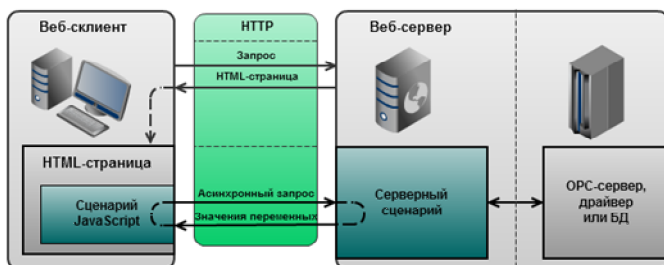 Веб-склиент
HTTP
Веб-сервер
Запрос
HTML-страница
HTML-страница
Сценарий
JavaScript
Асинхронный запрос
Значения переменных
Серверный
сценарий
OPC-сервер,
драйвер
или БД